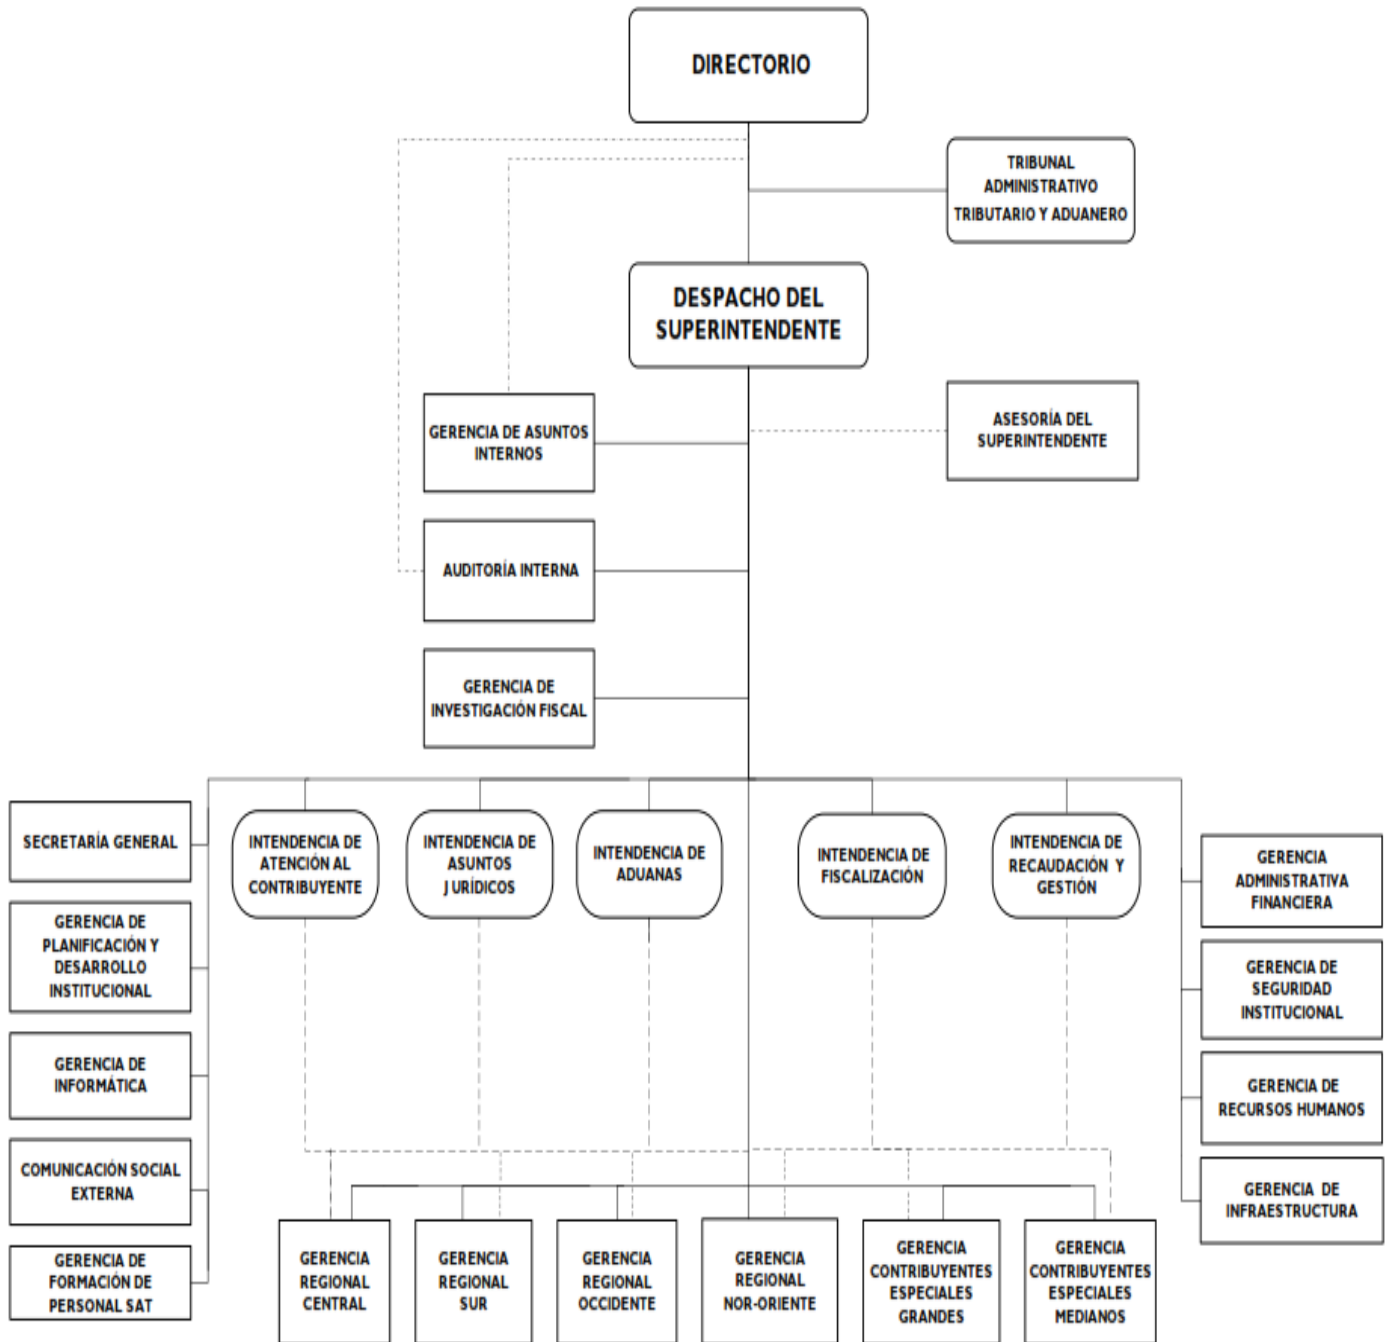 DIRECTORIO
TRIBUNAL
ADMINISTRATIVO
TRIBUTARIO Y ADUANERO
DESPACHO DEL
SUPERINTENDENTE
GERENCIA DE ASUNTOS
INTERNOS
ASESORÍA DEL
SUPERINTENDENTE
AUDITORÍA INTERNA
GERENCIA DE
INVESTIGACIÓN FISCAL
SECRETARÍA GENERAL
GERENCIA DE
PLANIFICACIÓN Y
DESARROLLO
INSTITUCIONAL
GERENCIA DE
INFORMÁTICA
COMUNICACIÓN SOCIAL
EXTERNA
GERENCIA DE
FORMACIÓN DE
PERSONAL SAT
INTENDENCIA DE
ATENCIÓN AL
CONTRIBUYENTE
INTENDENCIA DE
ASUNTOS
JURÍDICOS
INTENDENCIA DE
ADUANAS
INTENDENCIA DE
FISCALIZACIÓN
INTENDENCIA DE
RECAUDACIÓN Y
GESTIÓN
GERENCIA
ADMINISTRATIVA
FINANCIERA
GERENCIA DE
SEGURIDAD
INSTITUCIONAL
GERENCIA DE
RECURSOS HUMANOS
GERENCIA DE
INFRAESTRUCTURA
GERENCIA
REGIONAL
CENTRAL
GERENCIA
REGIONAL
SUR
GERENCIA
REGIONAL
OCCIDENTE
GERENCIA
REGIONAL
NOR-ORIENTE
GERENCIA
CONTRIBUYENTES
ESPECIALES
GRANDES
GERENCIA
CONTRIBUYENTES
ESPECIALES
MEDIANOS